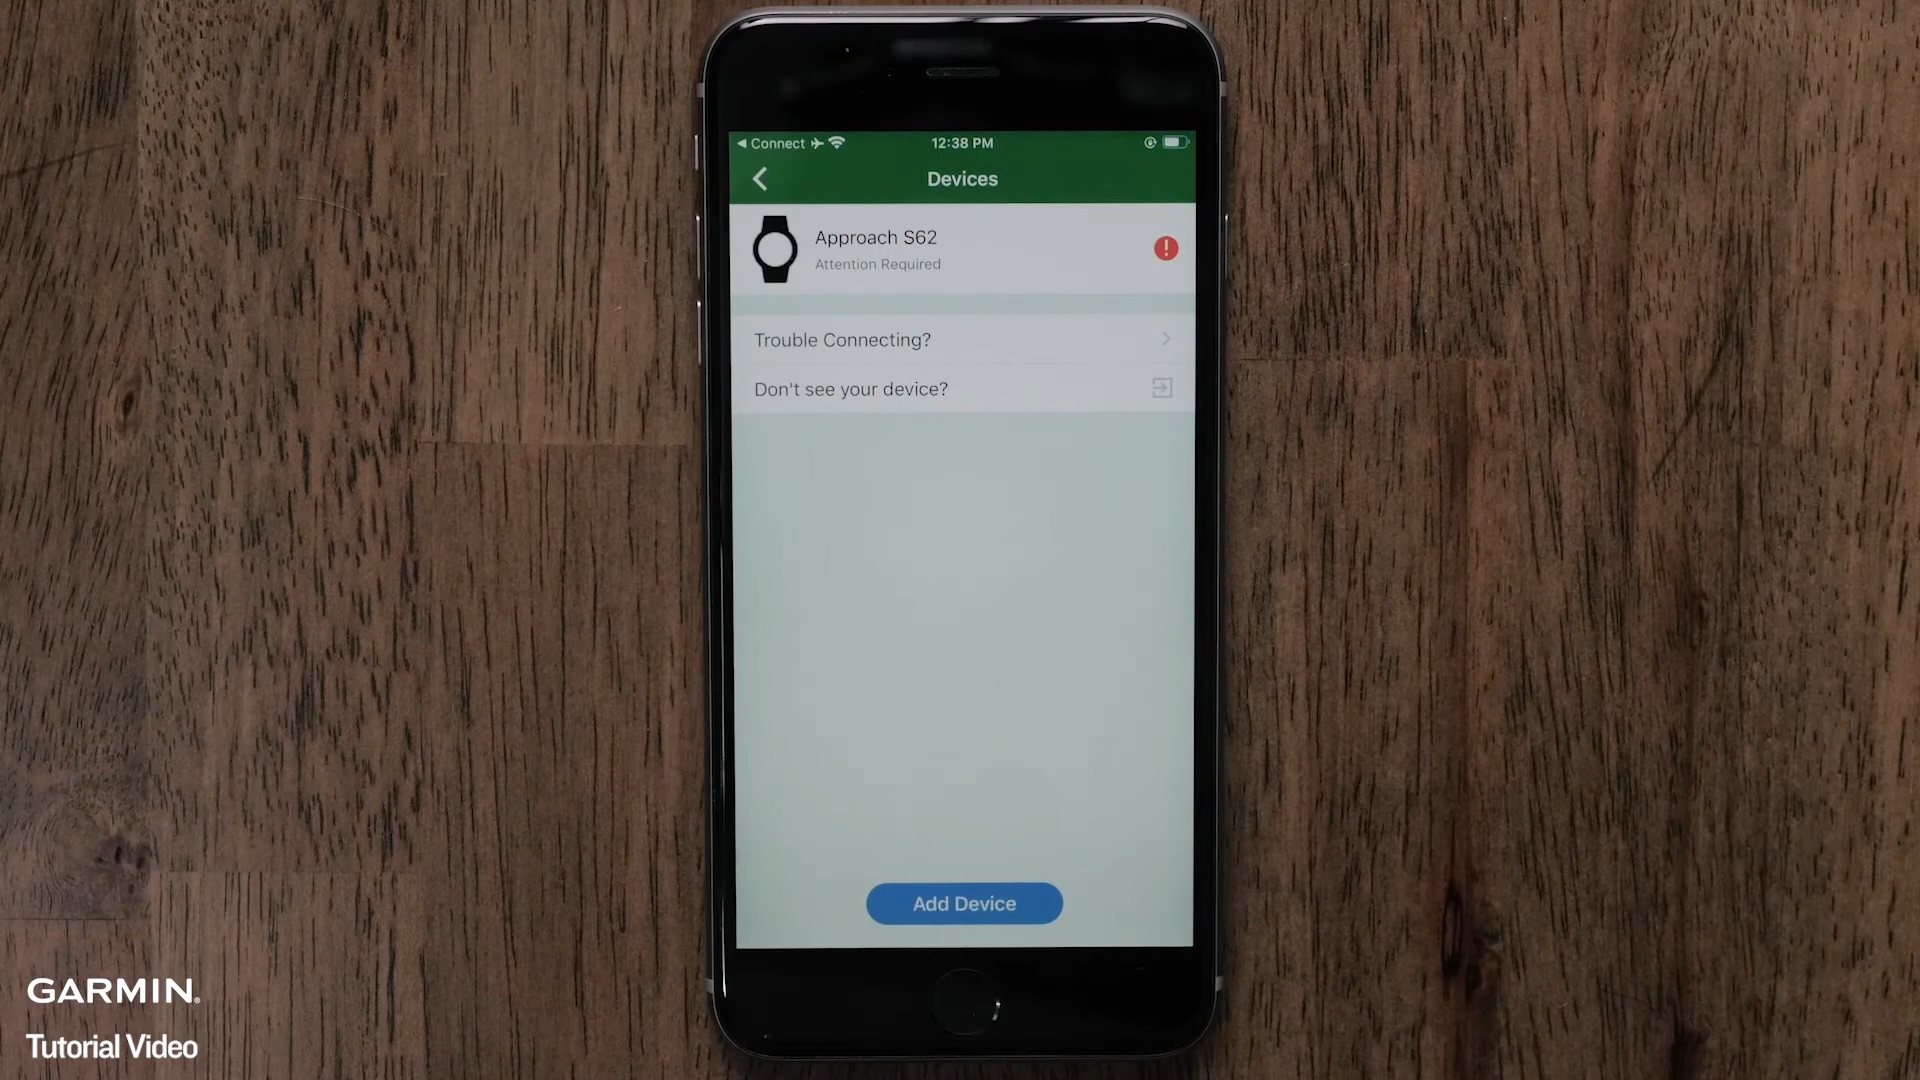 Connect
12:38 PM
Devices
Approach S62
Attention Required
Trouble Connecting?
Don't see your device?
Add Device
GARMIN®
Tutorial Video